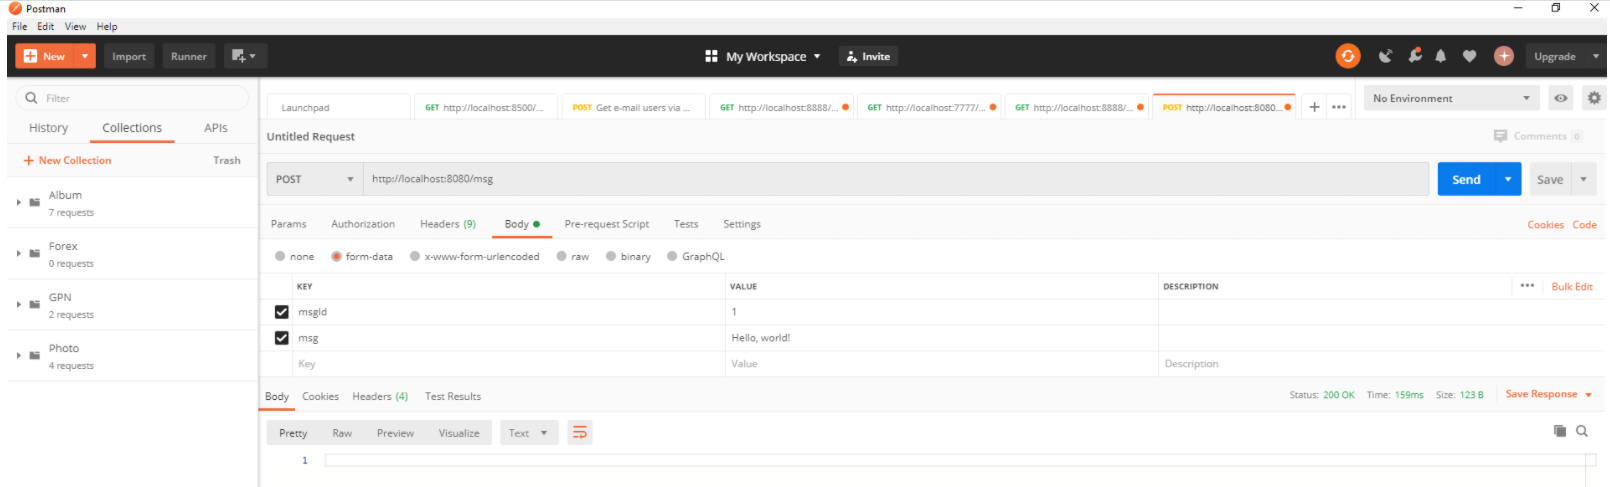 Postman
File Edit View Help
New Import Runner My Workspace Invite Upgrade
Filter
History Collections APIs
+ New Collection Trash
Album
7 requests
Forex
0 requests
GPN
2 requests
Photo
4 requests
Launchpad GET http://localhost:8500/... POST Get e-mail users via ... GET http://localhost:8888/... GET http://localhost:7777/... GET http://localhost:8888/... POST http://localhost:8080... + ••• No Environment
Untitled Request Comments 0
POST http://localhost:8080/msg Send Save
Params Authorization Headers (9) Body Pre-request Script Tests Settings Cookies Code
none form-data x-www-form-urlencoded raw binary GraphQL
KEY VALUE DESCRIPTION ••• Bulk Edit
msgId 1
msg Hello, world!
Key Value Description
Body Cookies Headers (4) Test Results Status: 200 OK Time: 159ms Size: 123 B Save Response
Pretty Raw Preview Visualize Text
1